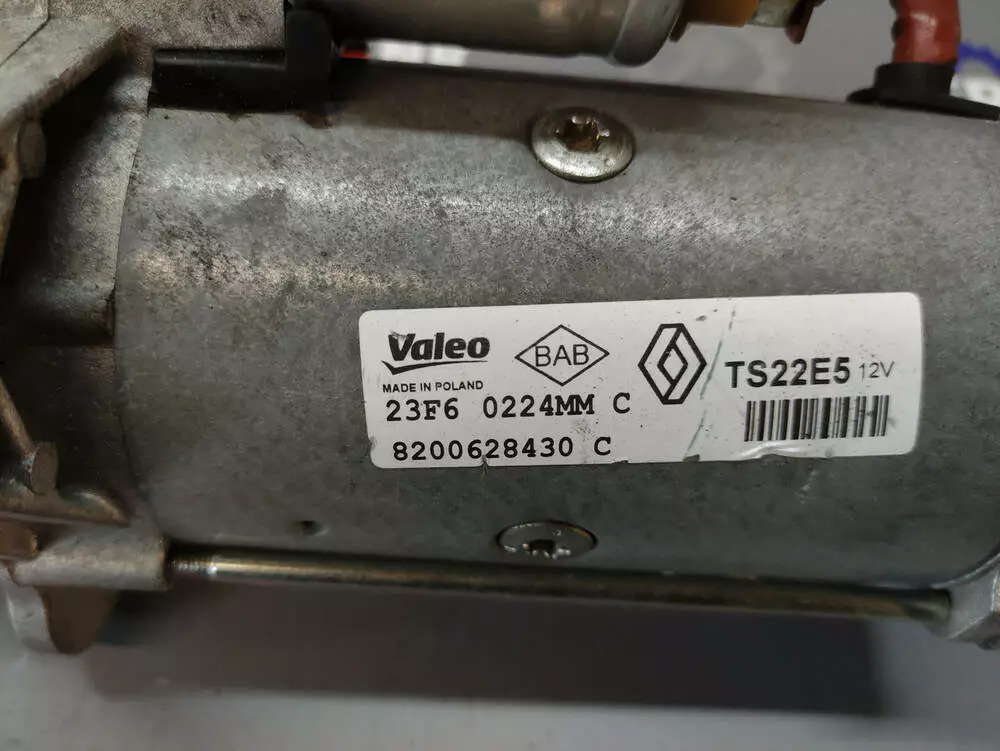 Valeo BAB TS22E5 12V
MADE IN POLAND
23F6 0224MM C
8200628430 C